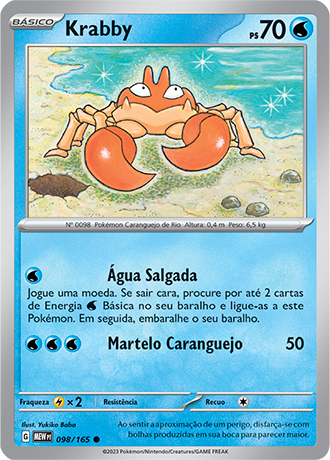 BÁSICO
Krabby PS 70
Nº 0098 Pokémon Caranguejo de Rio Altura: 0,4 m Peso: 6,5 kg
Água Salgada
Jogue uma moeda. Se sair cara, procure por até 2 cartas
de Energia Básica no seu baralho e ligue-as a este
Pokémon. Em seguida, embaralhe o seu baralho.
Martelo Caranguejo 50
Fraqueza ×2 Resistência Recuo
Ilust. Yukiko Baba
G MEW PT 098/165
Ao sentir a aproximação de um perigo, disfarça-se com
bolhas produzidas em sua boca para parecer maior.
©2023 Pokémon/Nintendo/Creatures/GAME FREAK